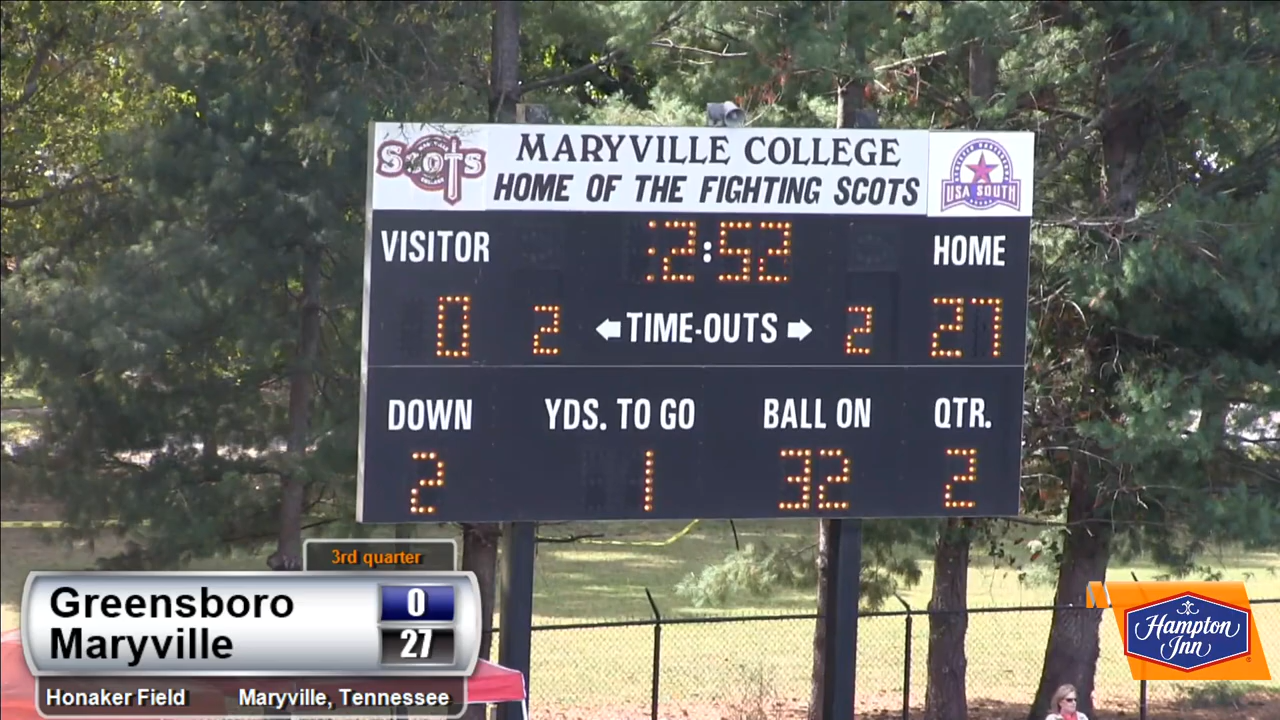 SCOTS
MARYVILLE COLLEGE
HOME OF THE FIGHTING SCOTS
USA SOUTH
VISITOR
2:52
HOME
0
2
TIME-OUTS
2
27
DOWN
YDS. TO GO
BALL ON
QTR.
2
1
32
2
3rd quarter
Greensboro 0
Maryville 27
Honaker Field Maryville, Tennessee
Hampton
Inn